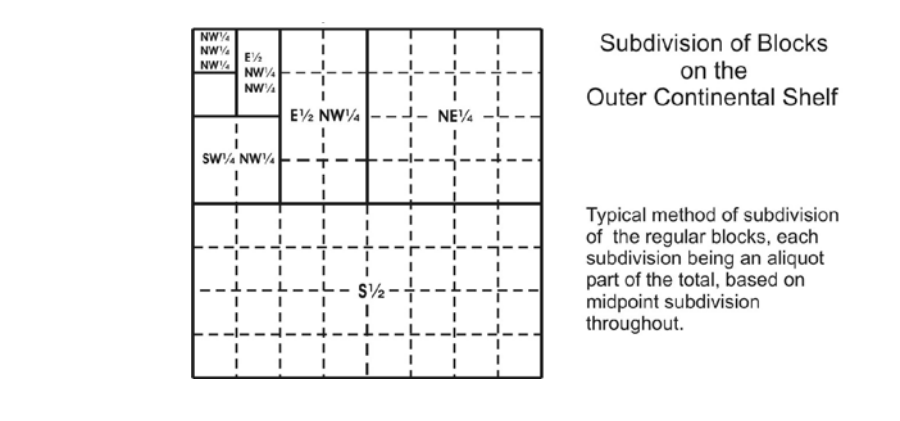 NW¼
NW¼
NW¼
E½
NW¼
NW¼
E½ NW¼
NE¼
SW¼ NW¼
S½
Subdivision of Blocks
on the
Outer Continental Shelf
Typical method of subdivision
of the regular blocks, each
subdivision being an aliquot
part of the total, based on
midpoint subdivision
throughout.